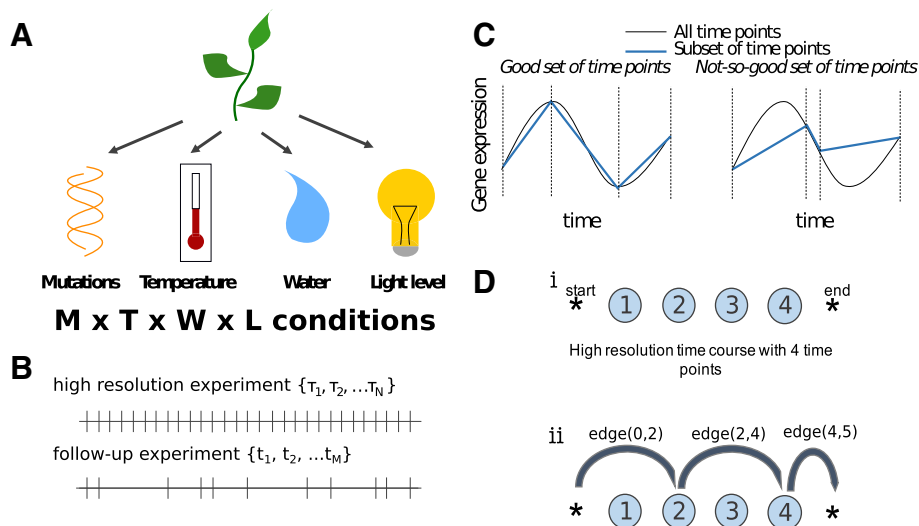 A
Mutations Temperature Water Light level
M x T x W x L conditions
B
high resolution experiment {τ1, τ2, ...τN }
follow-up experiment {t1, t2, ...tM}
C
All time points
Subset of time points
Good set of time points Not-so-good set of time points
Gene expression
time time
D
i
start end
* 1 2 3 4 *
High resolution time course with 4 time
points
ii
edge(0,2) edge(2,4) edge(4,5)
* 1 2 3 4 *